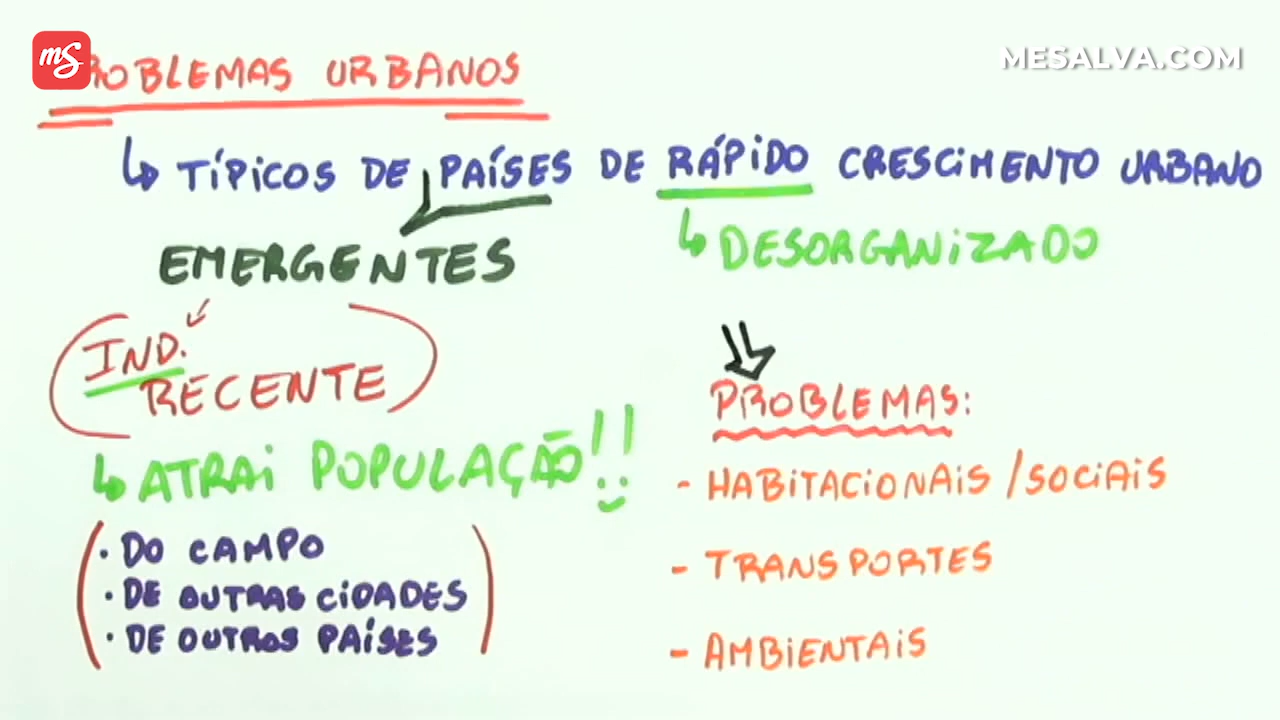 ms
MESALVA.COM
PROBLEMAS URBANOS
↳ TÍPICOS DE PAÍSES DE RÁPIDO CRESCIMENTO URBANO
EMERGENTES
↳ DESORGANIZADO
(IND. RECENTE)
↳ ATRAI POPULAÇÃO!!
· DO CAMPO
· DE OUTRAS CIDADES
· DE OUTROS PAÍSES
PROBLEMAS:
- HABITACIONAIS / SOCIAIS
- TRANSPORTES
- AMBIENTAIS